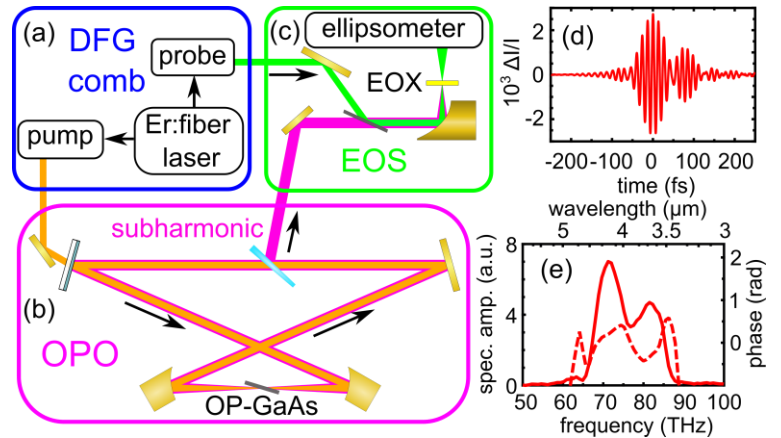 (a)
DFG
comb
probe
pump
Er:fiber
laser
(c)
ellipsometer
EOX
EOS
(d)
10³ ΔI/I
2
0
-2
-200 -100 0 100 200
time (fs)
subharmonic
(b)
OPO
OP-GaAs
wavelength (μm)
5 4 3.5 3
(e)
spec. amp. (a.u.)
8
4
0
phase (rad)
2
1
0
50 60 70 80 90 100
frequency (THz)